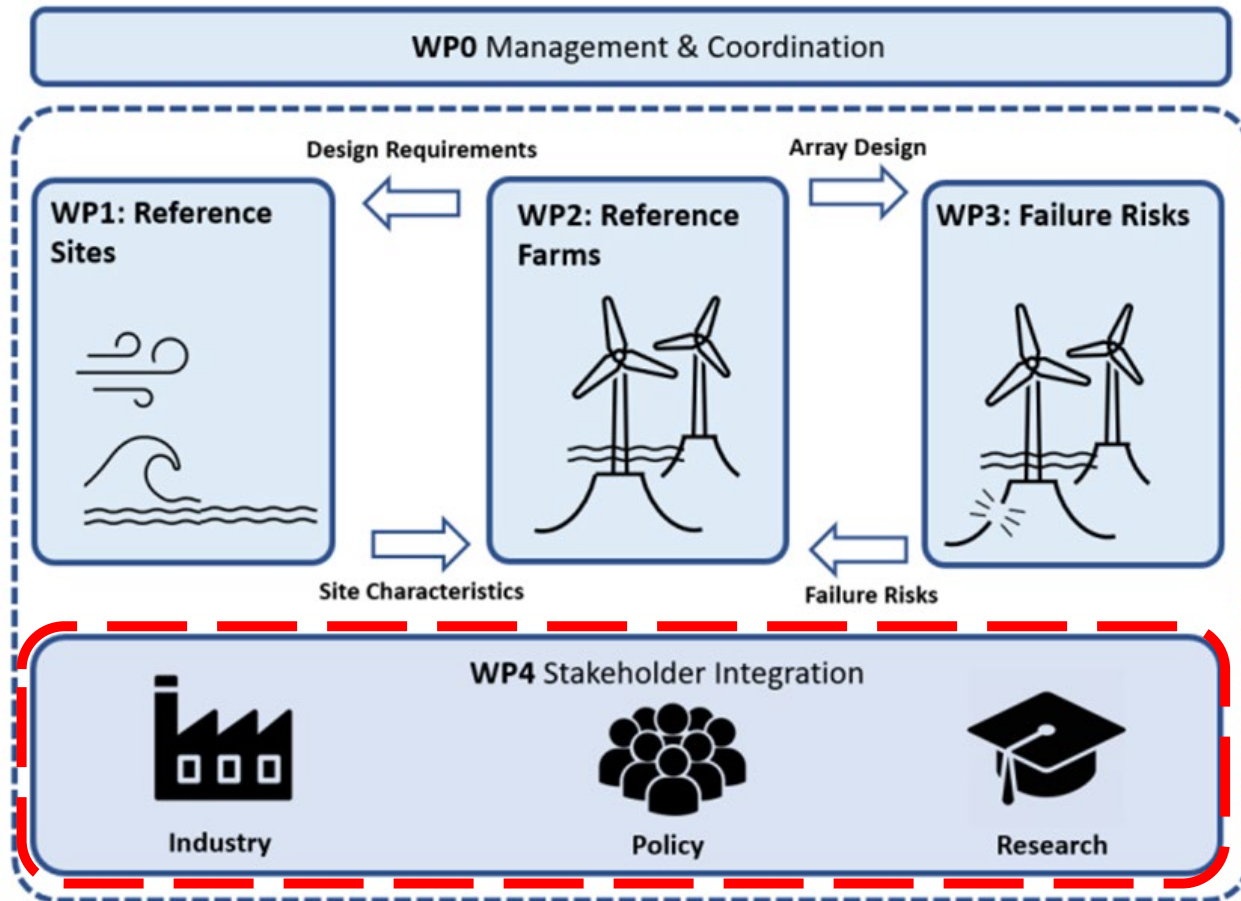 WP0 Management & Coordination
Design Requirements
Array Design
WP1: Reference
Sites
WP2: Reference
Farms
WP3: Failure Risks
Site Characteristics
Failure Risks
WP4 Stakeholder Integration
Industry
Policy
Research